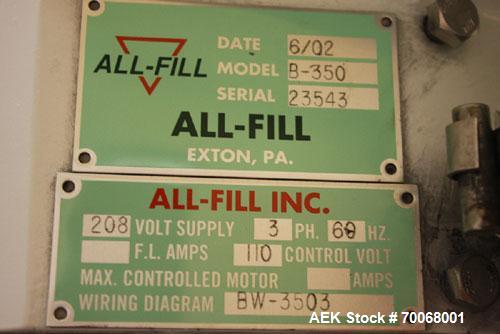 ALL-FILL
DATE 6/02
MODEL B-350
SERIAL 23543
ALL-FILL
EXTON, PA.
ALL-FILL INC.
208 VOLT SUPPLY 3 PH. 60 HZ.
F.L. AMPS 110 CONTROL VOLT
MAX. CONTROLLED MOTOR AMPS
WIRING DIAGRAM BW-3503
AEK Stock # 70068001